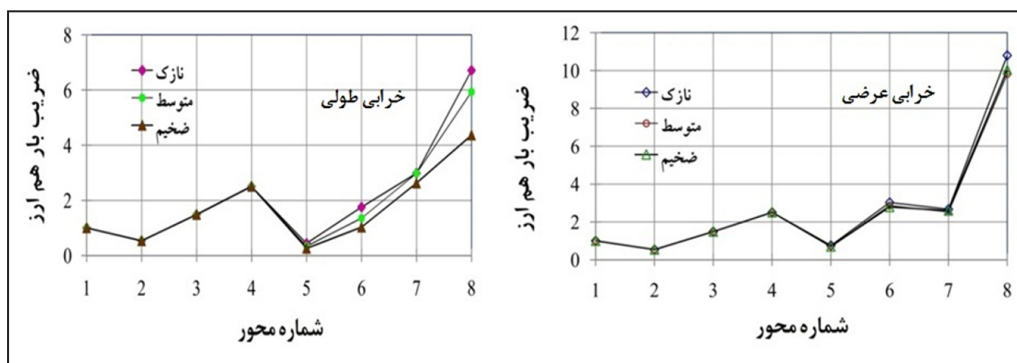 ضریب بار هم ارز
8
6
4
2
0
نازک
متوسط
ضخیم
خرابی طولی
1 2 3 4 5 6 7 8
شماره محور
ضریب بار هم ارز
12
10
8
6
4
2
0
نازک
متوسط
ضخیم
خرابی عرضی
1 2 3 4 5 6 7 8
شماره محور